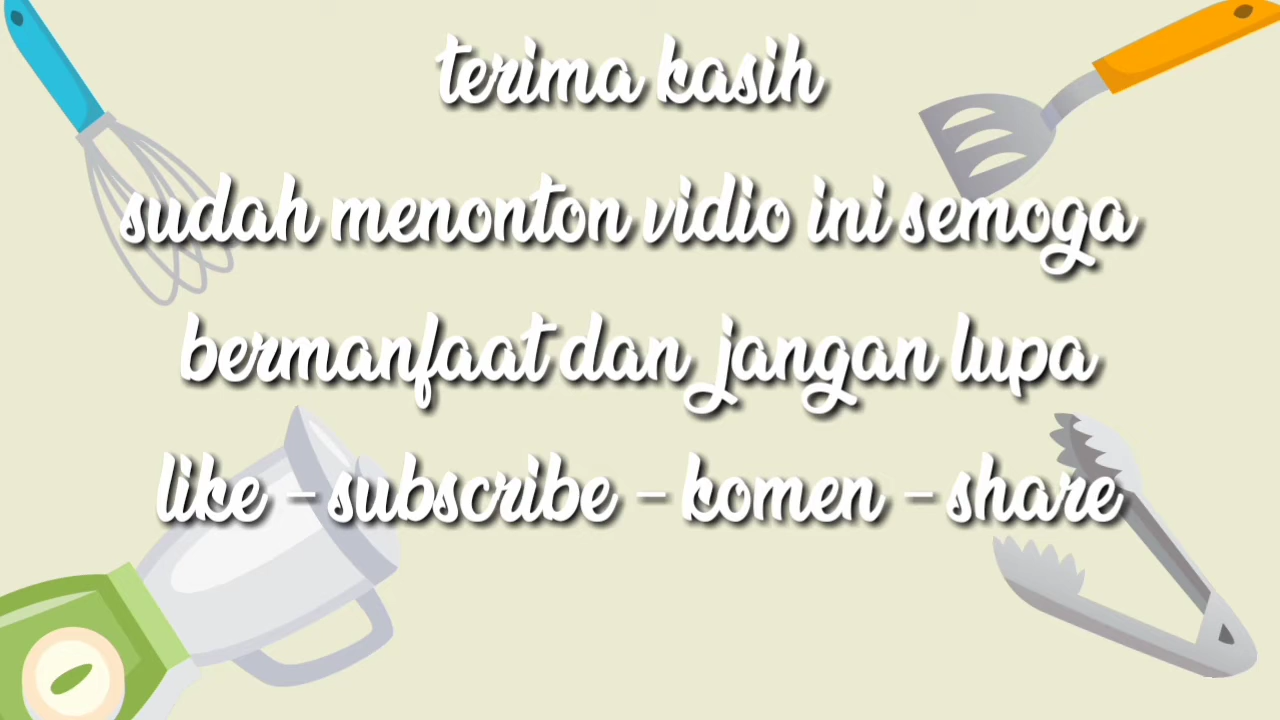 terima kasih
sudah menonton vidio ini semoga
bermanfaat dan jangan lupa
like - subscribe - komen - share